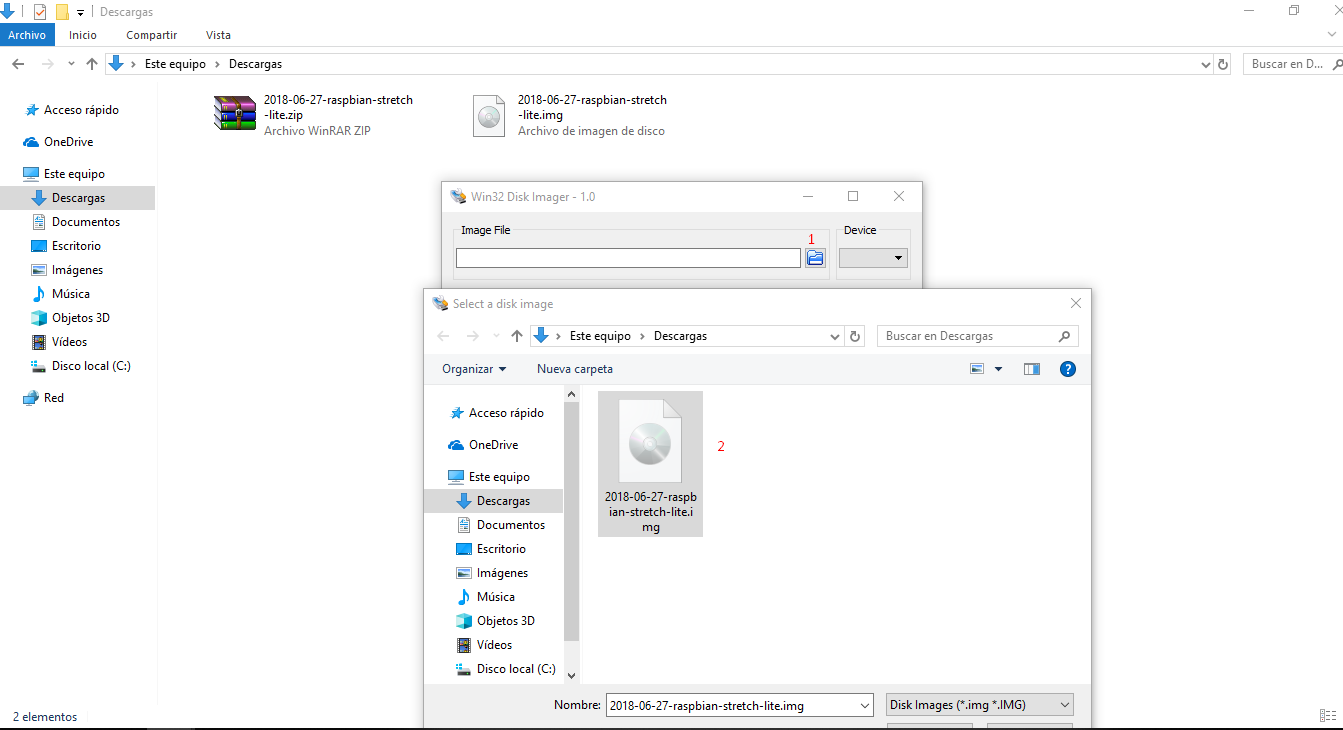 Descargas
Archivo Inicio Compartir Vista
Este equipo Descargas Buscar en D...
Acceso rápido
OneDrive
Este equipo
Descargas
Documentos
Escritorio
Imágenes
Música
Objetos 3D
Vídeos
Disco local (C:)
Red
2018-06-27-raspbian-stretch
-lite.zip
Archivo WinRAR ZIP
2018-06-27-raspbian-stretch
-lite.img
Archivo de imagen de disco
Win32 Disk Imager - 1.0
Image File 1 Device
Select a disk image
Este equipo Descargas Buscar en Descargas
Organizar Nueva carpeta ?
Acceso rápido
OneDrive
Este equipo
Descargas
Documentos
Escritorio
Imágenes
Música
Objetos 3D
Vídeos
Disco local (C:)
2018-06-27-raspb
ian-stretch-lite.i
mg
2
Nombre: 2018-06-27-raspbian-stretch-lite.img Disk Images (*.img *.IMG)
2 elementos